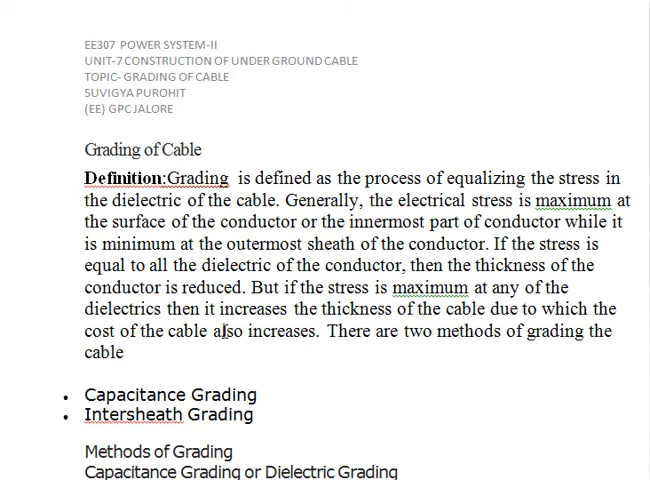 EE307 POWER SYSTEM-II
UNIT-7 CONSTRUCTION OF UNDER GROUND CABLE
TOPIC- GRADING OF CABLE
SUVIGYA PUROHIT
(EE) GPC JALORE
Grading of Cable
Definition:Grading is defined as the process of equalizing the stress in
the dielectric of the cable. Generally, the electrical stress is maximum at
the surface of the conductor or the innermost part of conductor while it
is minimum at the outermost sheath of the conductor. If the stress is
equal to all the dielectric of the conductor, then the thickness of the
conductor is reduced. But if the stress is maximum at any of the
dielectrics then it increases the thickness of the cable due to which the
cost of the cable also increases. There are two methods of grading the
cable
• Capacitance Grading
• Intersheath Grading
Methods of Grading
Capacitance Grading or Dielectric Grading